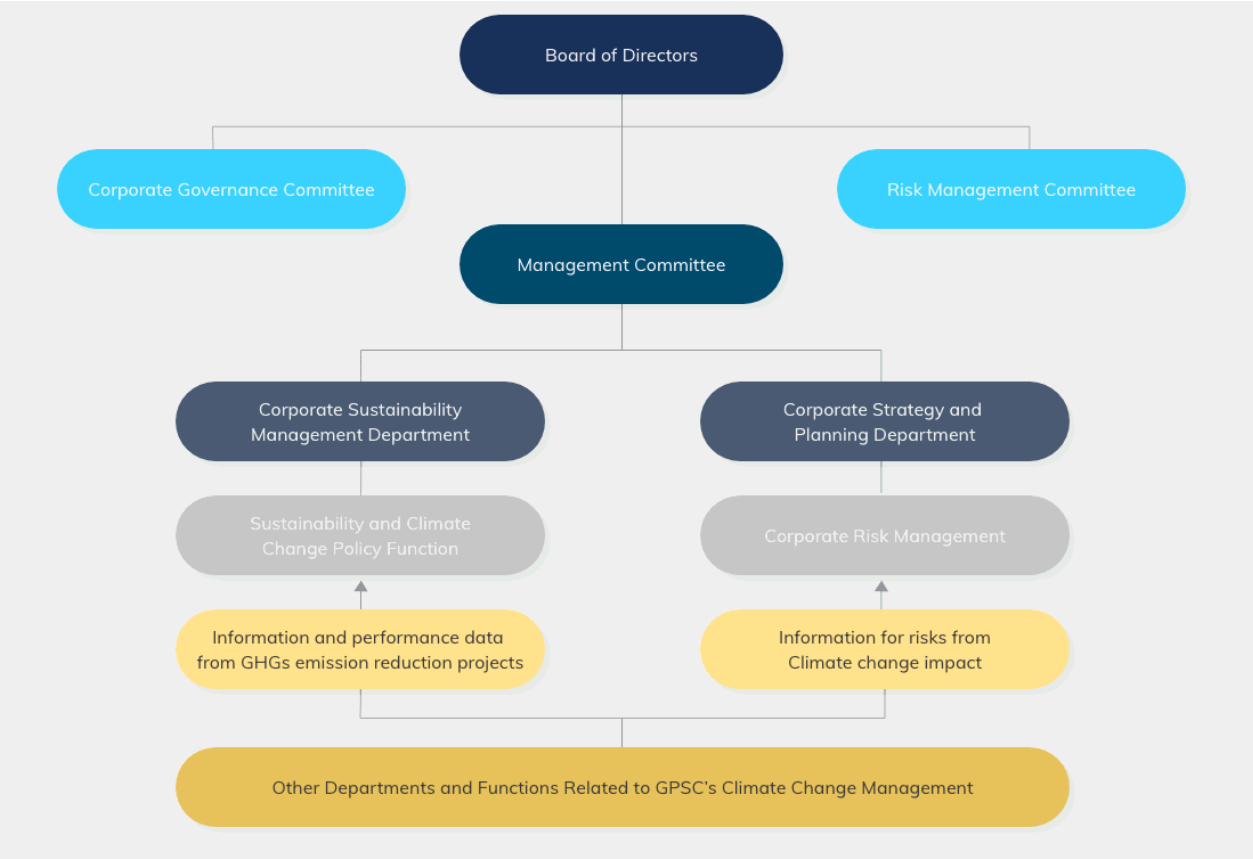 Board of Directors
Corporate Governance Committee
Risk Management Committee
Management Committee
Corporate Sustainability
Management Department
Corporate Strategy and
Planning Department
Sustainability and Climate
Change Policy Function
Corporate Risk Management
Information and performance data
from GHGs emission reduction projects
Information for risks from
Climate change impact
Other Departments and Functions Related to GPSC's Climate Change Management